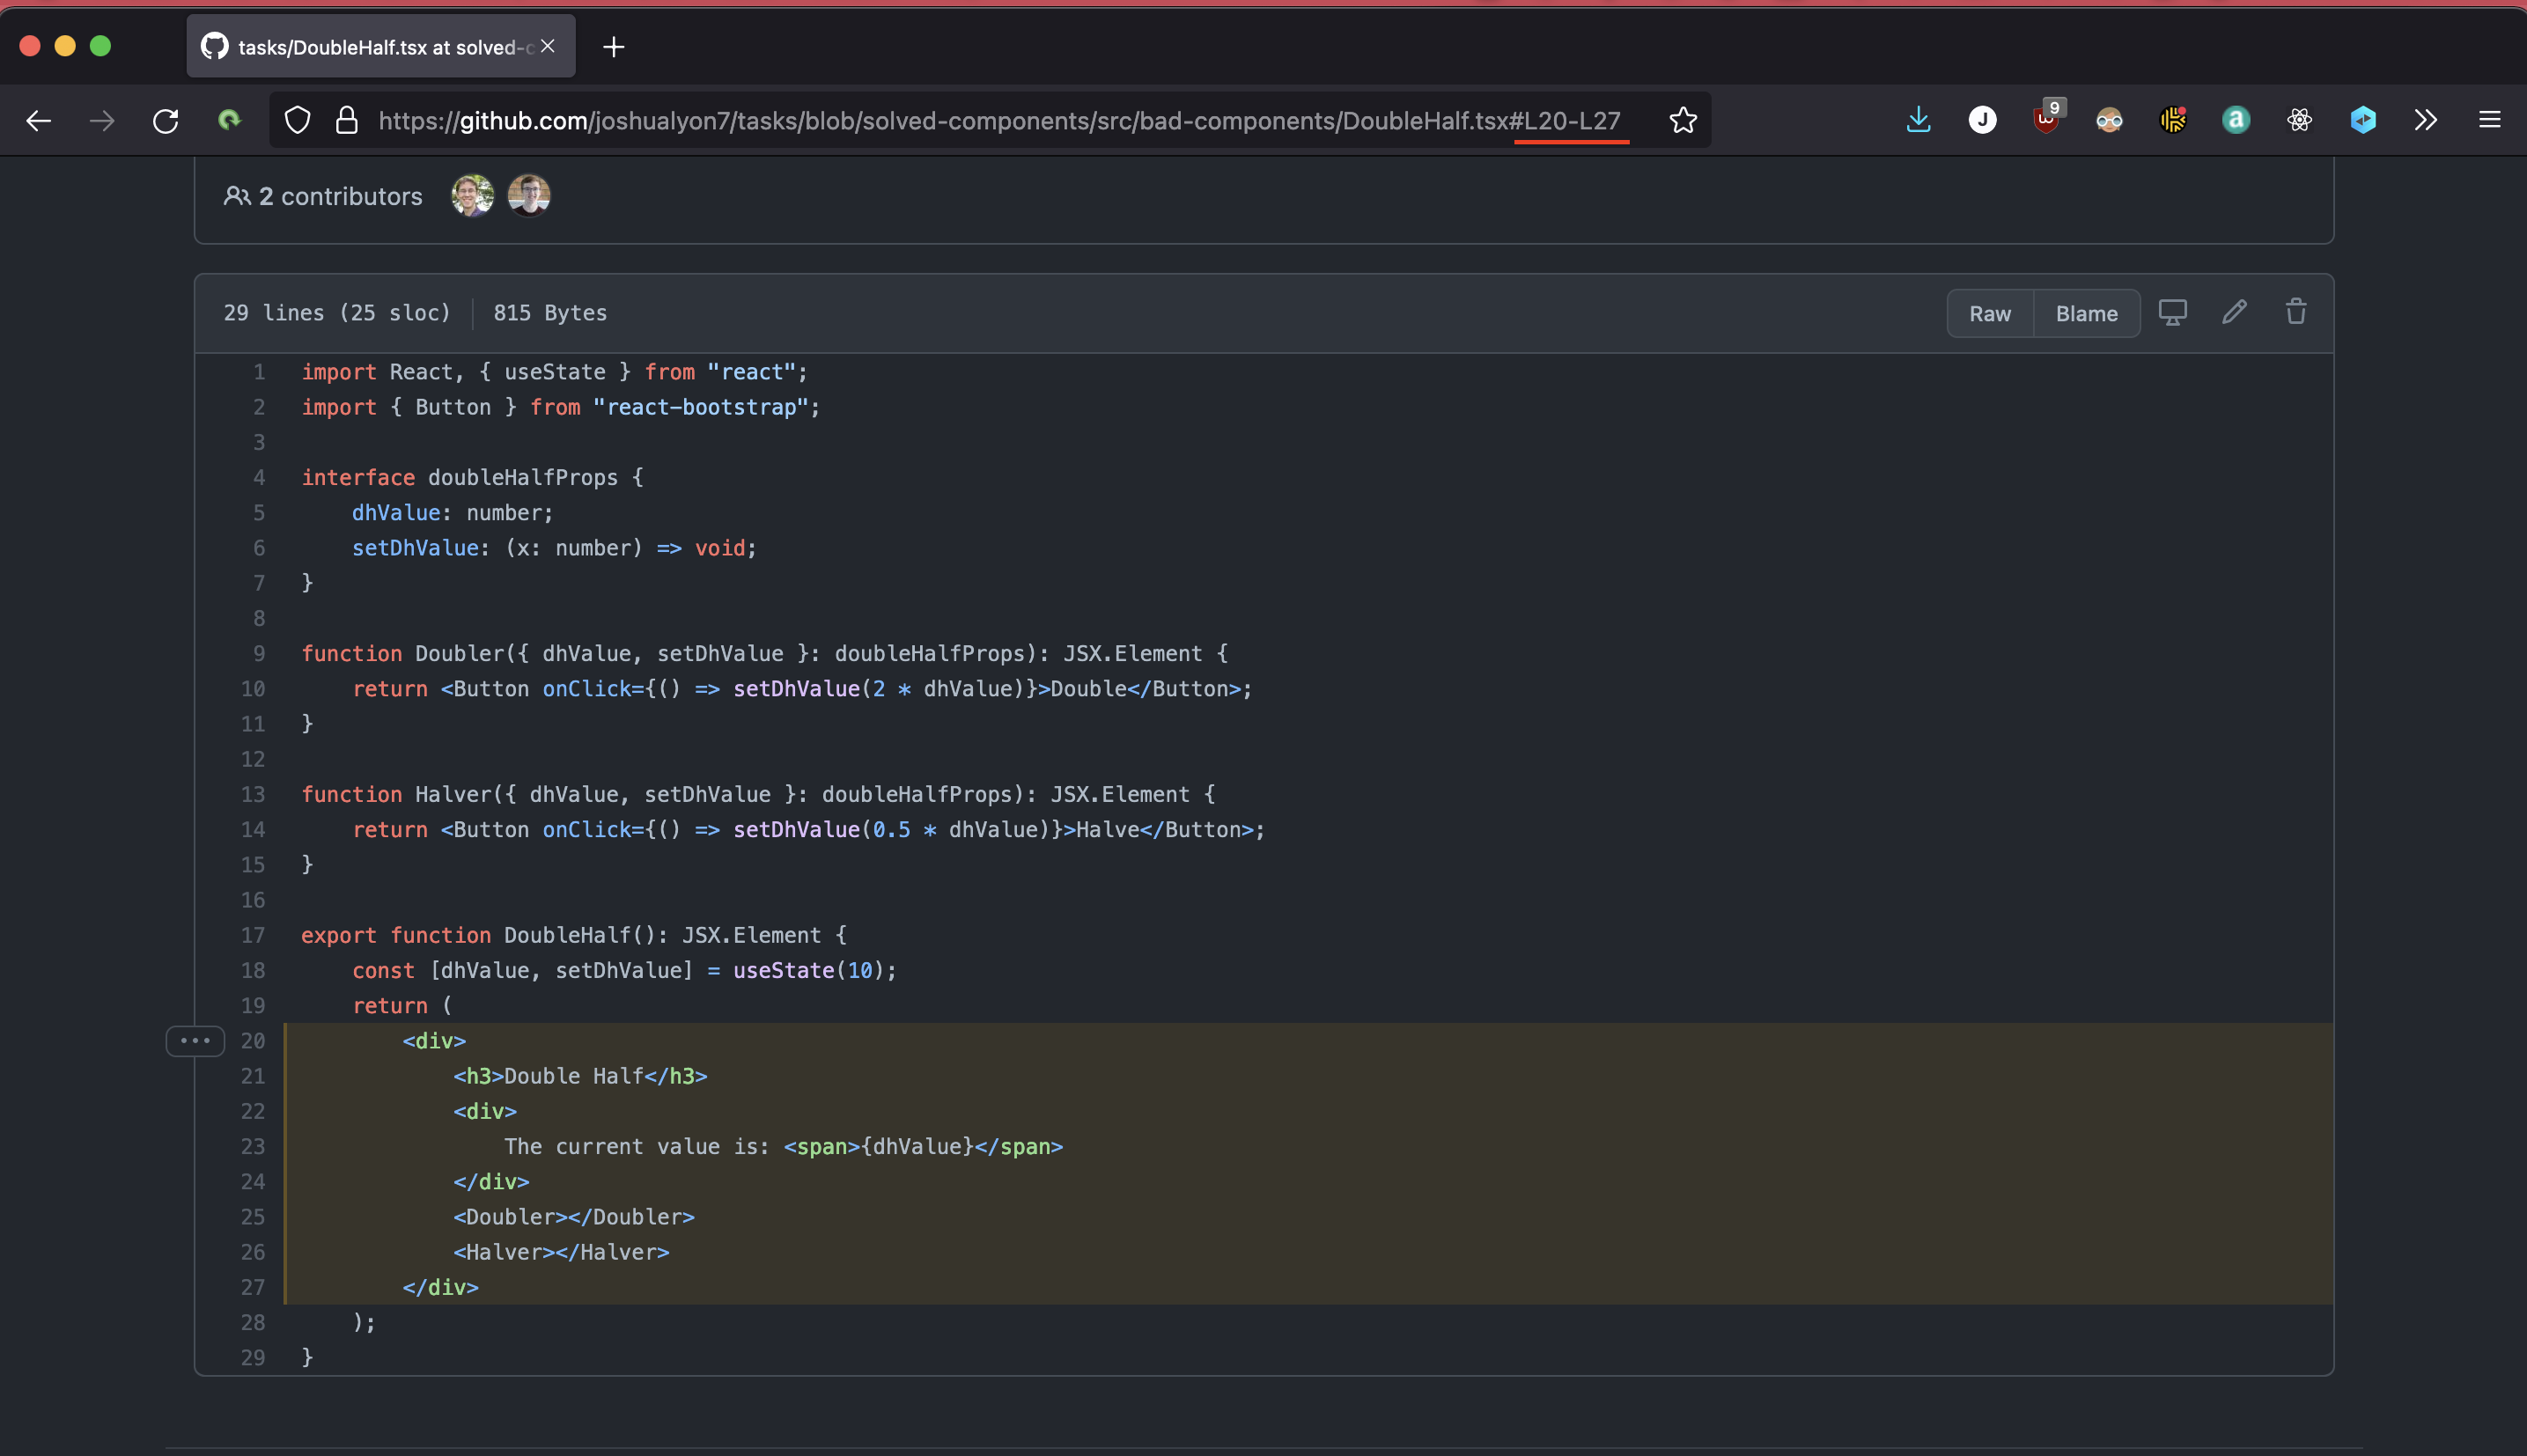 tasks/DoubleHalf.tsx at solved-c
https://github.com/joshualyon7/tasks/blob/solved-components/src/bad-components/DoubleHalf.tsx#L20-L27
J
9
a
2 contributors
29 lines (25 sloc) 815 Bytes
Raw Blame
1 import React, { useState } from "react";
2 import { Button } from "react-bootstrap";
3
4 interface doubleHalfProps {
5     dhValue: number;
6     setDhValue: (x: number) => void;
7 }
8
9 function Doubler({ dhValue, setDhValue }: doubleHalfProps): JSX.Element {
10     return <Button onClick={() => setDhValue(2 * dhValue)}>Double</Button>;
11 }
12
13 function Halver({ dhValue, setDhValue }: doubleHalfProps): JSX.Element {
14     return <Button onClick={() => setDhValue(0.5 * dhValue)}>Halve</Button>;
15 }
16
17 export function DoubleHalf(): JSX.Element {
18     const [dhValue, setDhValue] = useState(10);
19     return (
20         <div>
21             <h3>Double Half</h3>
22             <div>
23                 The current value is: <span>{dhValue}</span>
24             </div>
25             <Doubler></Doubler>
26             <Halver></Halver>
27         </div>
28     );
29 }